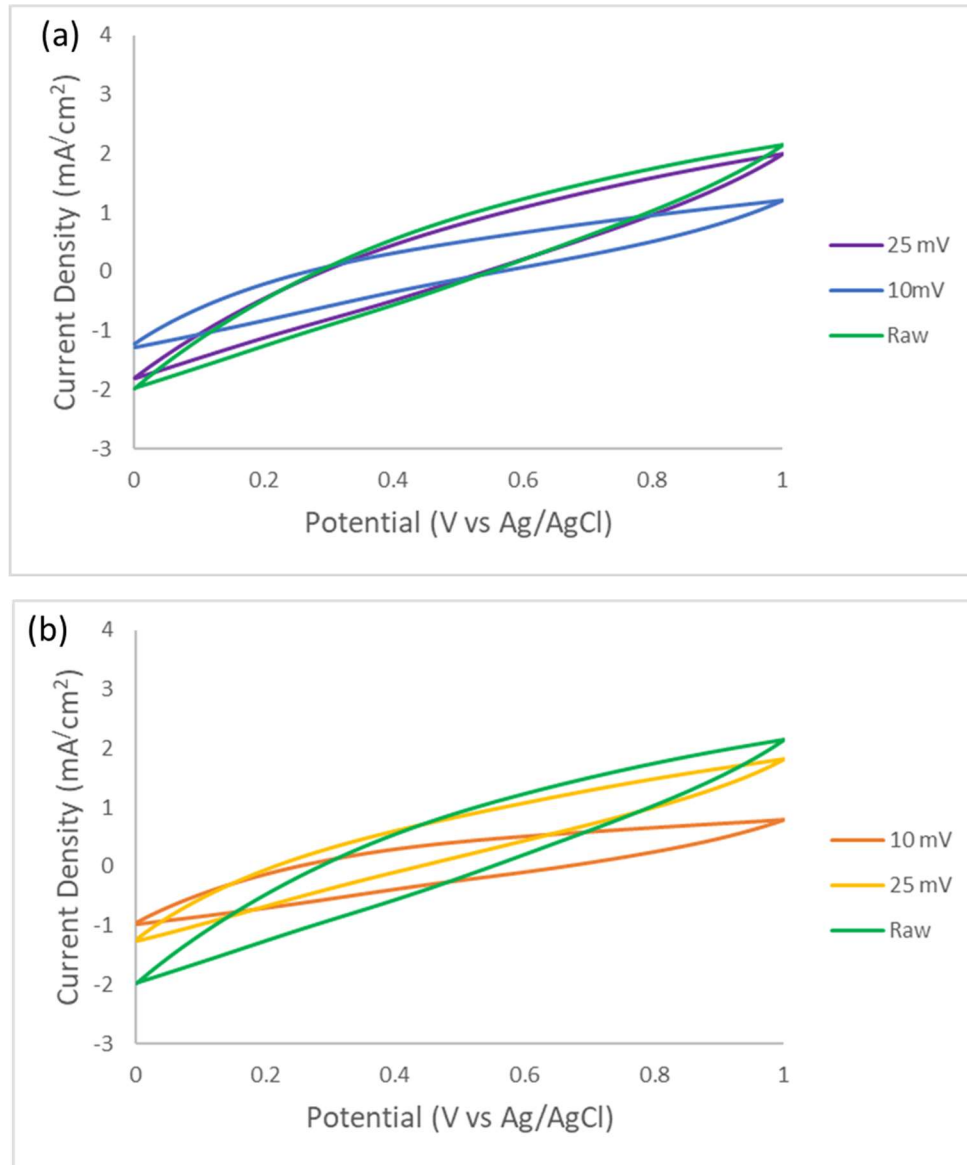 (a)
Current Density (mA/cm²)
4
3
2
1
0
-1
-2
-3
0 0.2 0.4 0.6 0.8 1
Potential (V vs Ag/AgCl)
25 mV
10mV
Raw
(b)
Current Density (mA/cm²)
4
3
2
1
0
-1
-2
-3
0 0.2 0.4 0.6 0.8 1
Potential (V vs Ag/AgCl)
10 mV
25 mV
Raw